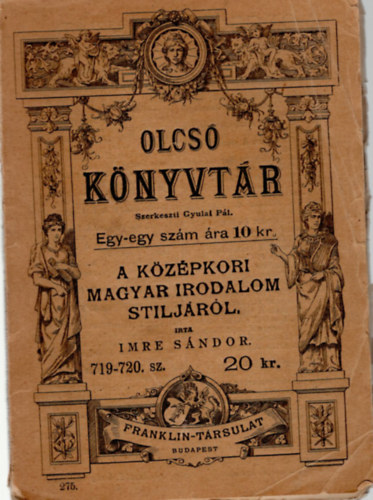 OLCSÓ
KÖNYVTÁR
Szerkeszti Gyulai Pál.
Egy-egy szám ára 10 kr.
A KÖZÉPKORI
MAGYAR IRODALOM
STILJÁRÓL.
IRTA
IMRE SÁNDOR.
719-720. sz. 20 kr.
FRANKLIN-TÁRSULAT
BUDAPEST
275.